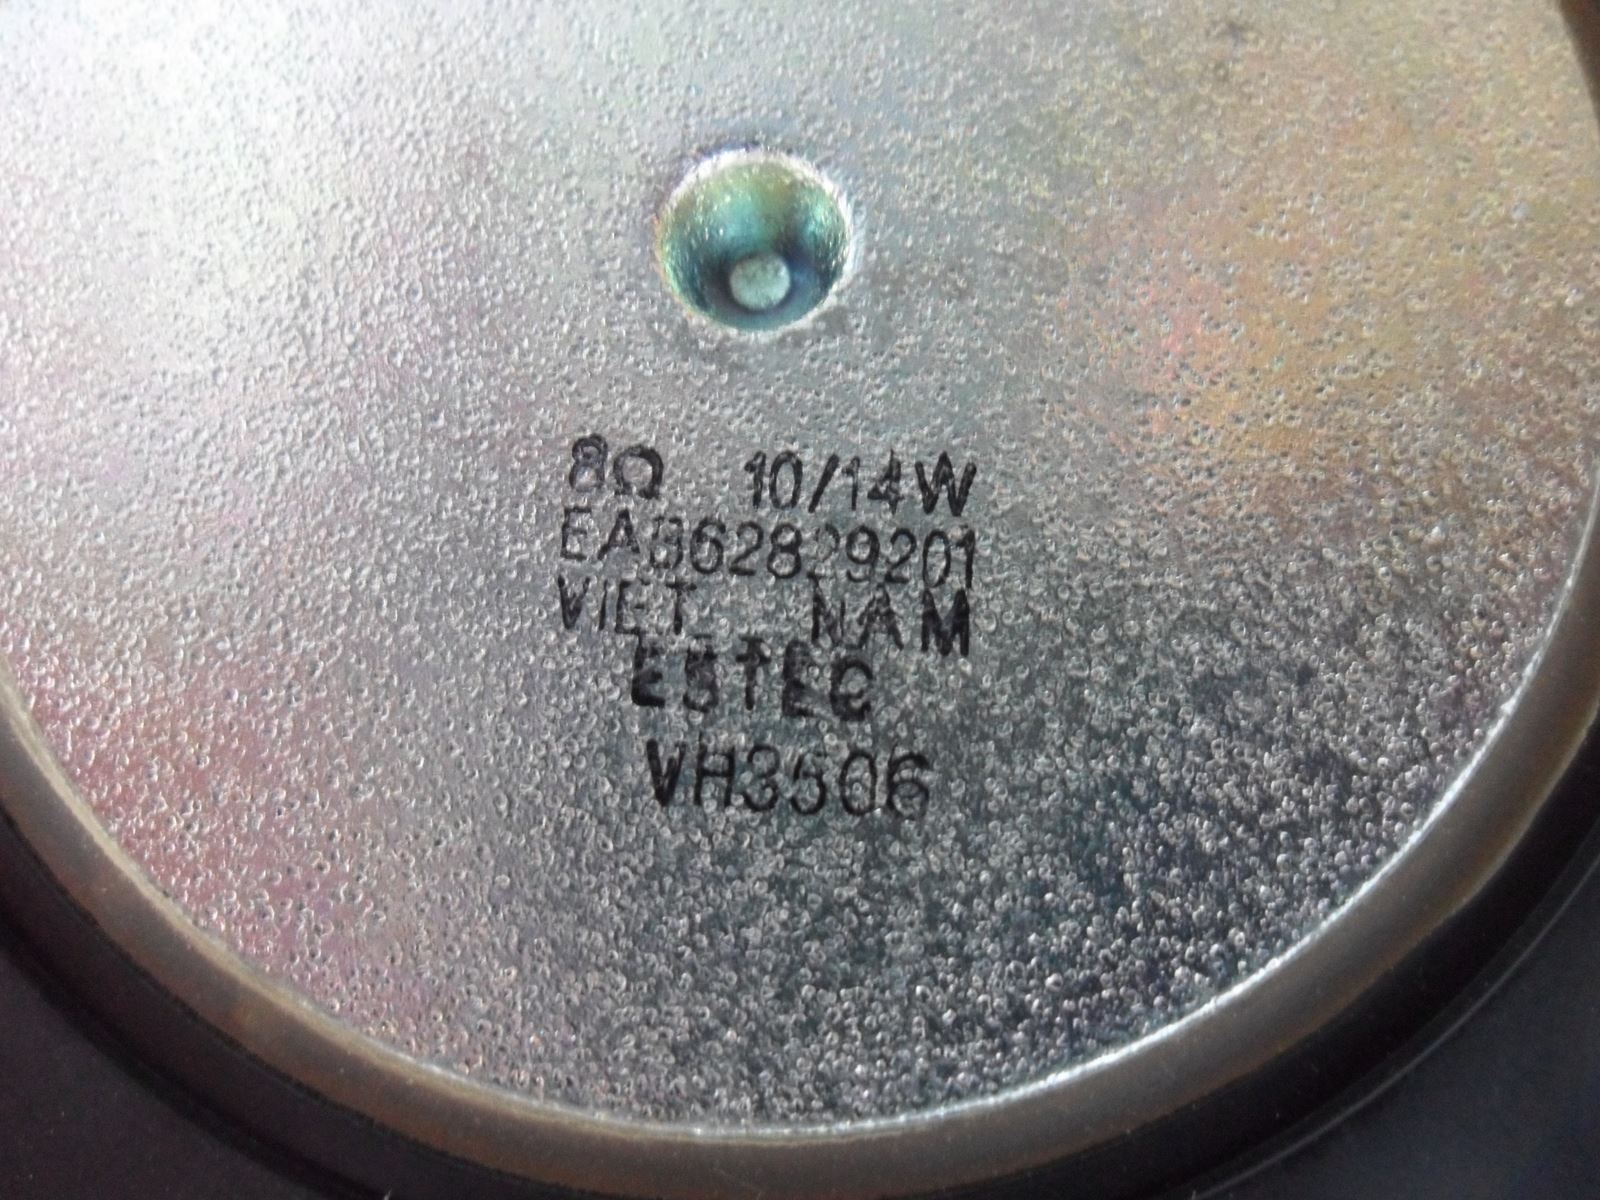 8Ω 10/14W
EAB62829201
VIET NAM
ESTEC
VH3506